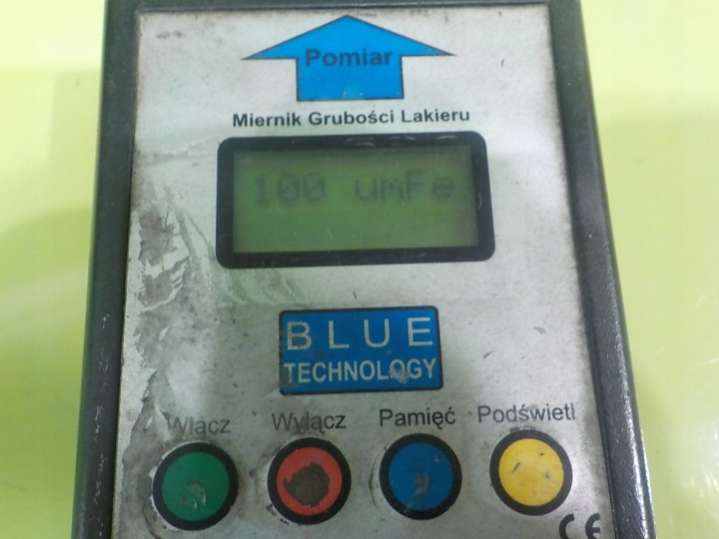 Pomiar
Miernik Grubości Lakieru
100 umFe
BLUE
TECHNOLOGY
Włącz Wyłącz Pamięć Podświetl
CE